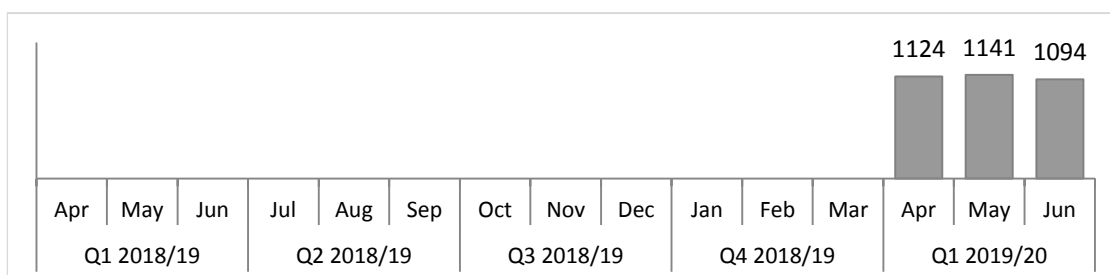 1124 1141 1094
Apr May Jun Jul Aug Sep Oct Nov Dec Jan Feb Mar Apr May Jun
Q1 2018/19 Q2 2018/19 Q3 2018/19 Q4 2018/19 Q1 2019/20